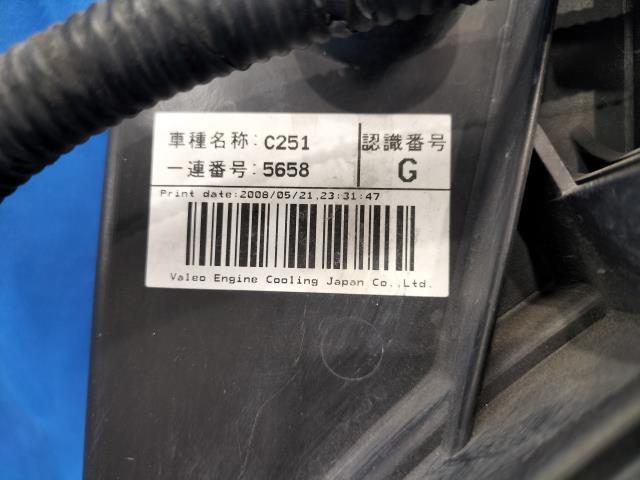 車種名称：C251
一連番号：5658
認識番号
G
Print date:2008/05/21,23:31:47
Valeo Engine Cooling Japan Co.,Ltd.